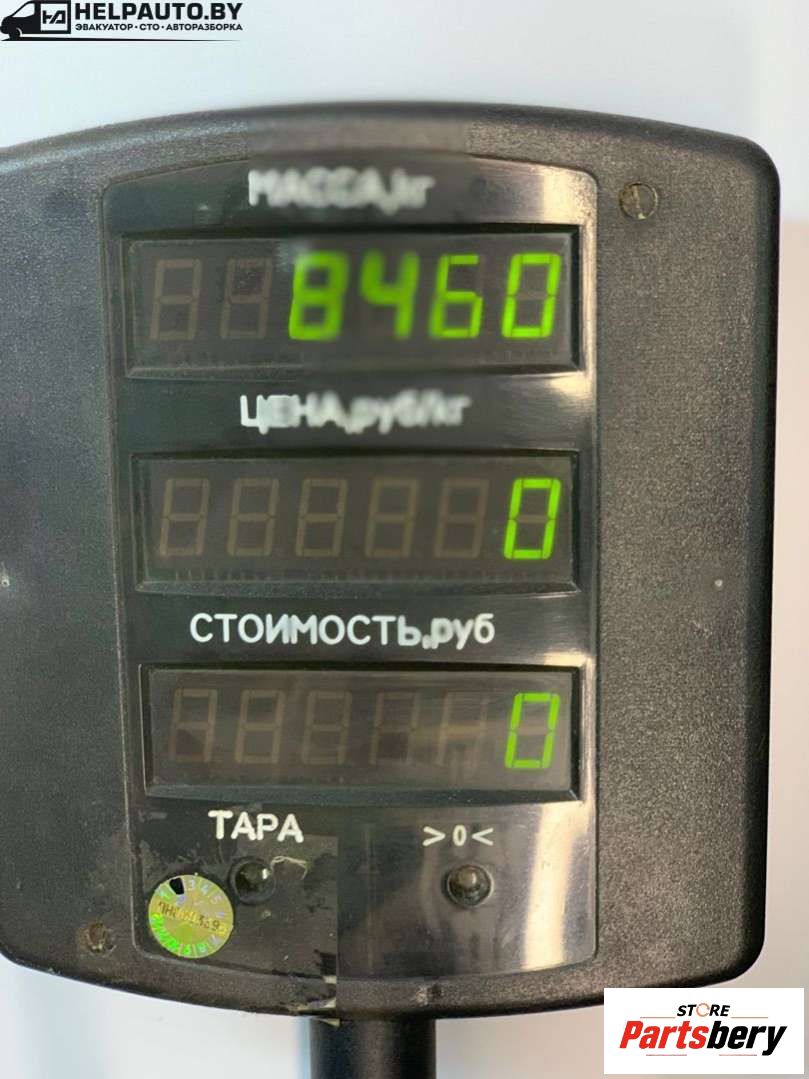 HELPAUTO.BY
ЭВАКУАТОР • СТО • АВТОРАЗБОРКА
МАССА,кг
8460
ЦЕНА,руб/кг
0
СТОИМОСТЬ,руб
0
ТАРА >0<
STORE
Partsbery